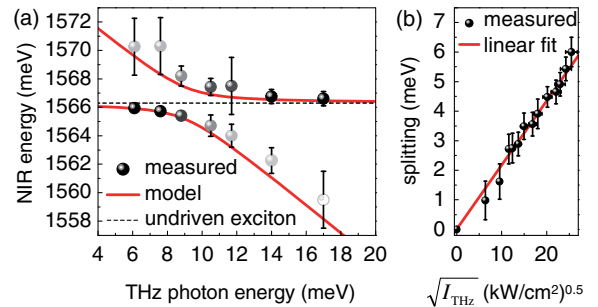 (a)
NIR energy (meV)
1572
1570
1568
1566
1562
1560
1558
measured
model
undriven exciton
4 6 8 10 12 14 16 18 20
THz photon energy (meV)
(b)
splitting (meV)
7
6
5
4
3
2
1
0
measured
linear fit
0 10 20
√I_THz (kW/cm²)^0.5